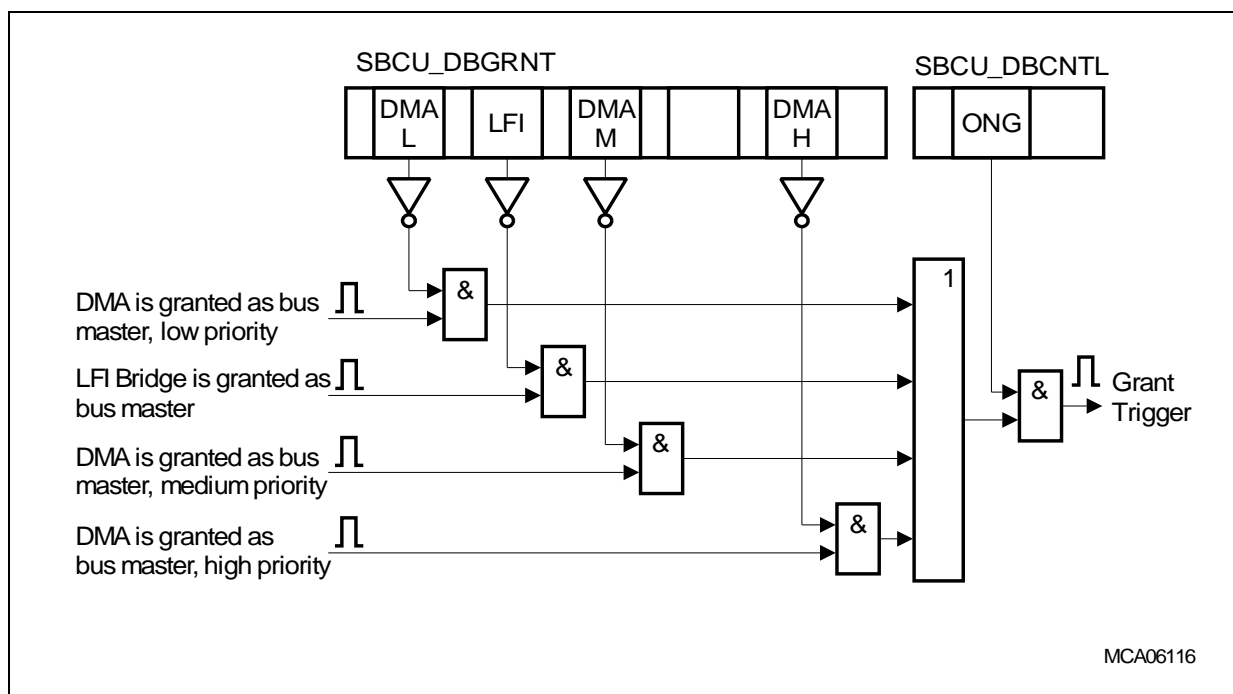 SBCU_DBGRNT
SBCU_DBCNTL
DMA
L
LFI
DMA
M
DMA
H
ONG
1
&
DMA is granted as bus
master, low priority
&
LFI Bridge is granted as
bus master
&
Grant
Trigger
&
DMA is granted as bus
master, medium priority
&
DMA is granted as
bus master, high priority
MCA06116